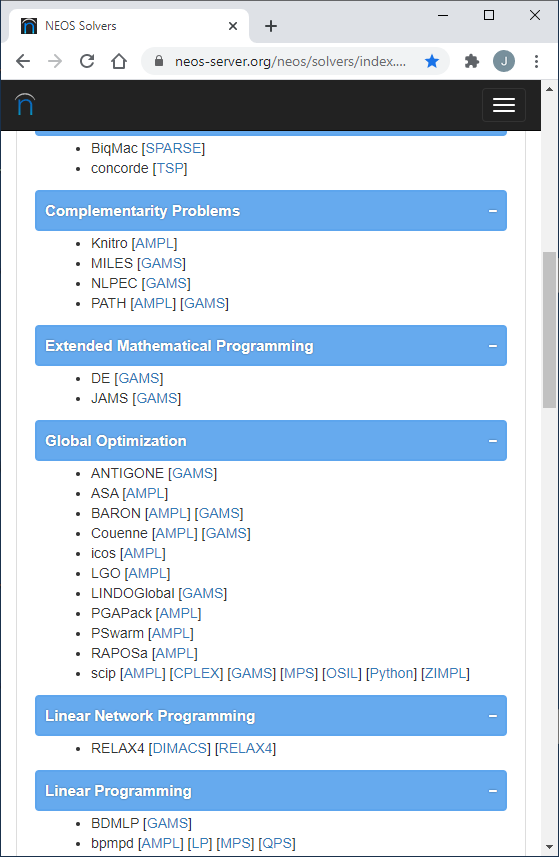 NEOS Solvers
neos-server.org/neos/solvers/index....
J
BiqMac [SPARSE]
concorde [TSP]
Complementarity Problems −
Knitro [AMPL]
MILES [GAMS]
NLPEC [GAMS]
PATH [AMPL] [GAMS]
Extended Mathematical Programming −
DE [GAMS]
JAMS [GAMS]
Global Optimization −
ANTIGONE [GAMS]
ASA [AMPL]
BARON [AMPL] [GAMS]
Couenne [AMPL] [GAMS]
icos [AMPL]
LGO [AMPL]
LINDOGlobal [GAMS]
PGAPack [AMPL]
PSwarm [AMPL]
RAPOSa [AMPL]
scip [AMPL] [CPLEX] [GAMS] [MPS] [OSIL] [Python] [ZIMPL]
Linear Network Programming −
RELAX4 [DIMACS] [RELAX4]
Linear Programming −
BDMLP [GAMS]
bpmpd [AMPL] [LP] [MPS] [QPS]